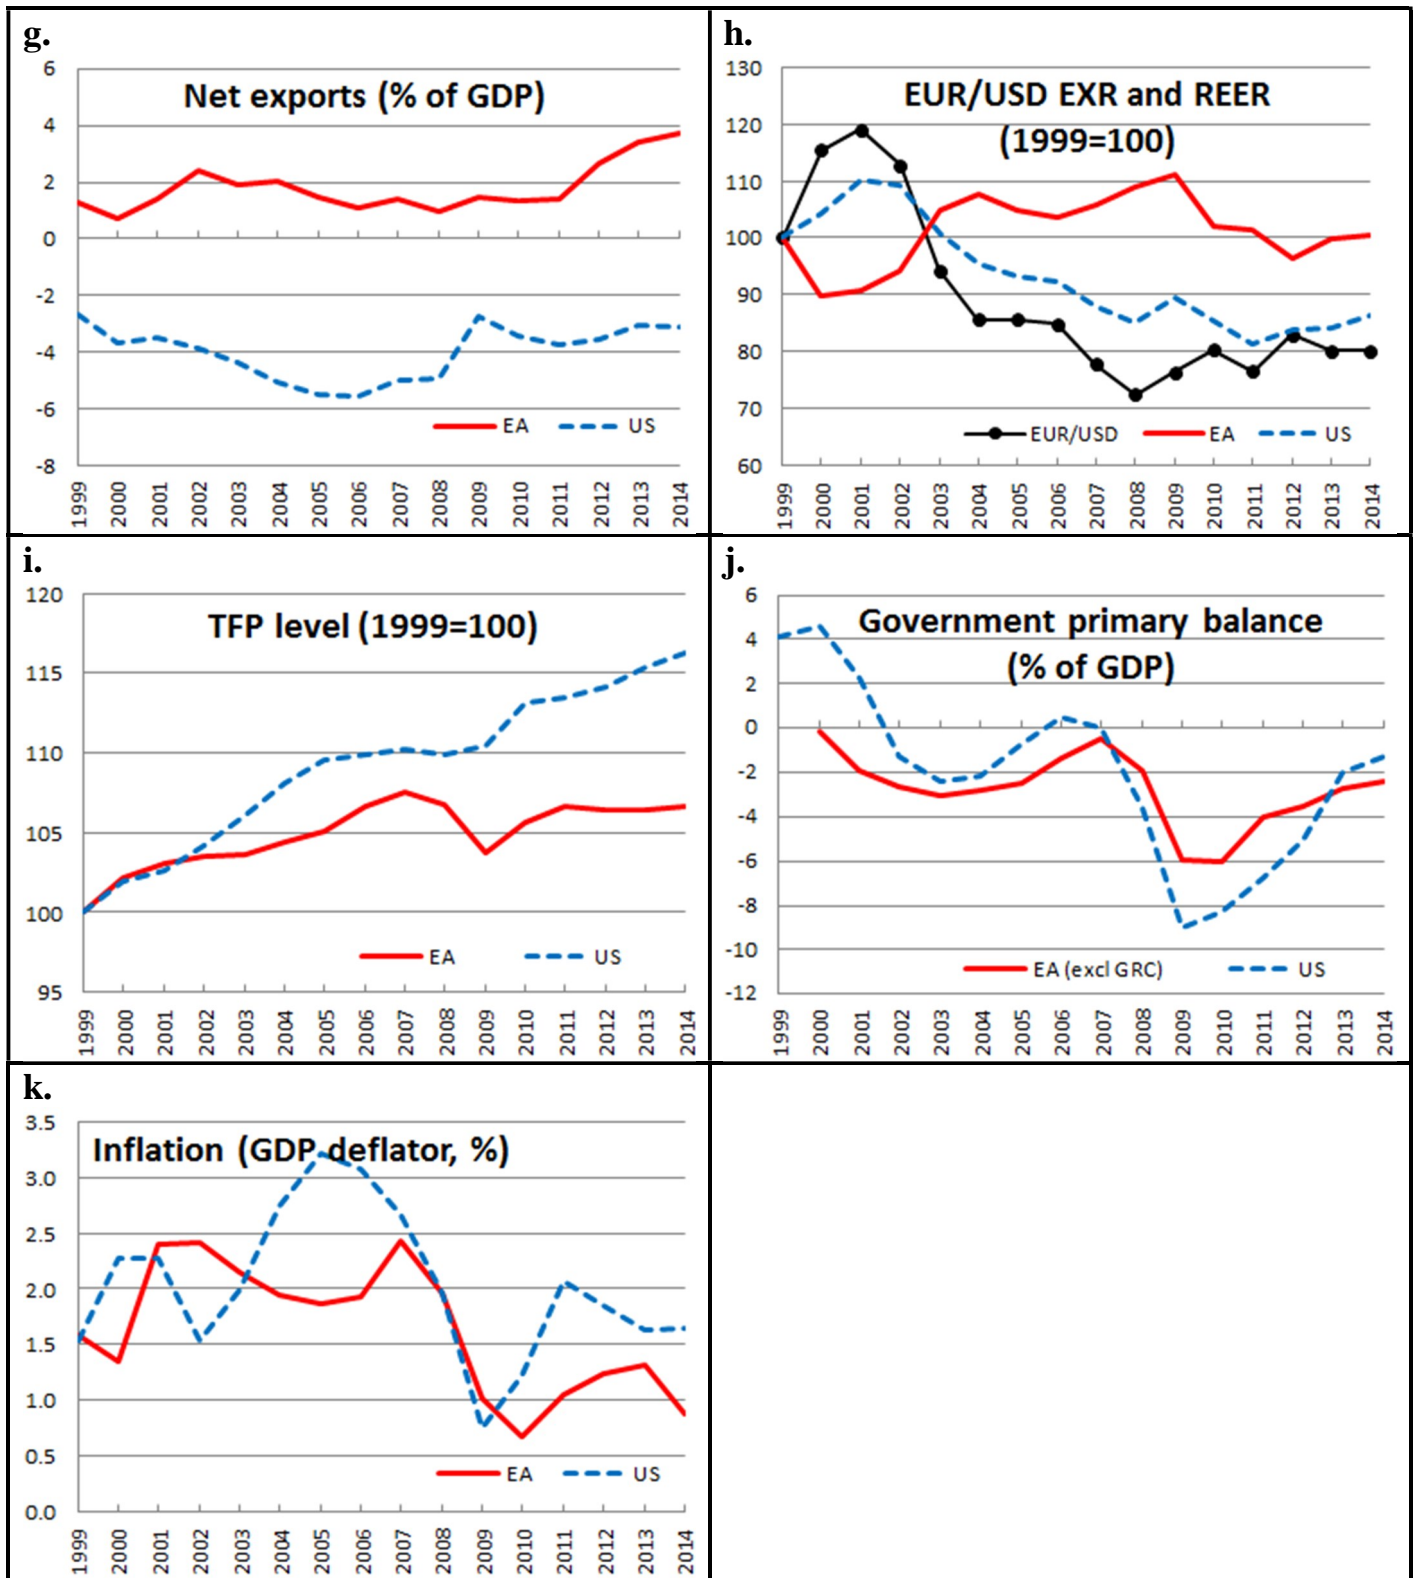 g.
Net exports (% of GDP)
6
4
2
0
-2
-4
-6
-8
EA US
1999 2000 2001 2002 2003 2004 2005 2006 2007 2008 2009 2010 2011 2012 2013 2014
h.
EUR/USD EXR and REER
(1999=100)
130
120
110
100
90
80
70
60
EUR/USD EA US
1999 2000 2001 2002 2003 2004 2005 2006 2007 2008 2009 2010 2011 2012 2013 2014
i.
TFP level (1999=100)
120
115
110
105
100
95
EA US
1999 2000 2001 2002 2003 2004 2005 2006 2007 2008 2009 2010 2011 2012 2013 2014
j.
Government primary balance
(% of GDP)
6
4
2
0
-2
-4
-6
-8
-10
-12
EA (excl GRC) US
1999 2000 2001 2002 2003 2004 2005 2006 2007 2008 2009 2010 2011 2012 2013 2014
k.
Inflation (GDP deflator, %)
3.5
3.0
2.5
2.0
1.5
1.0
0.5
0.0
EA US
1999 2000 2001 2002 2003 2004 2005 2006 2007 2008 2009 2010 2011 2012 2013 2014